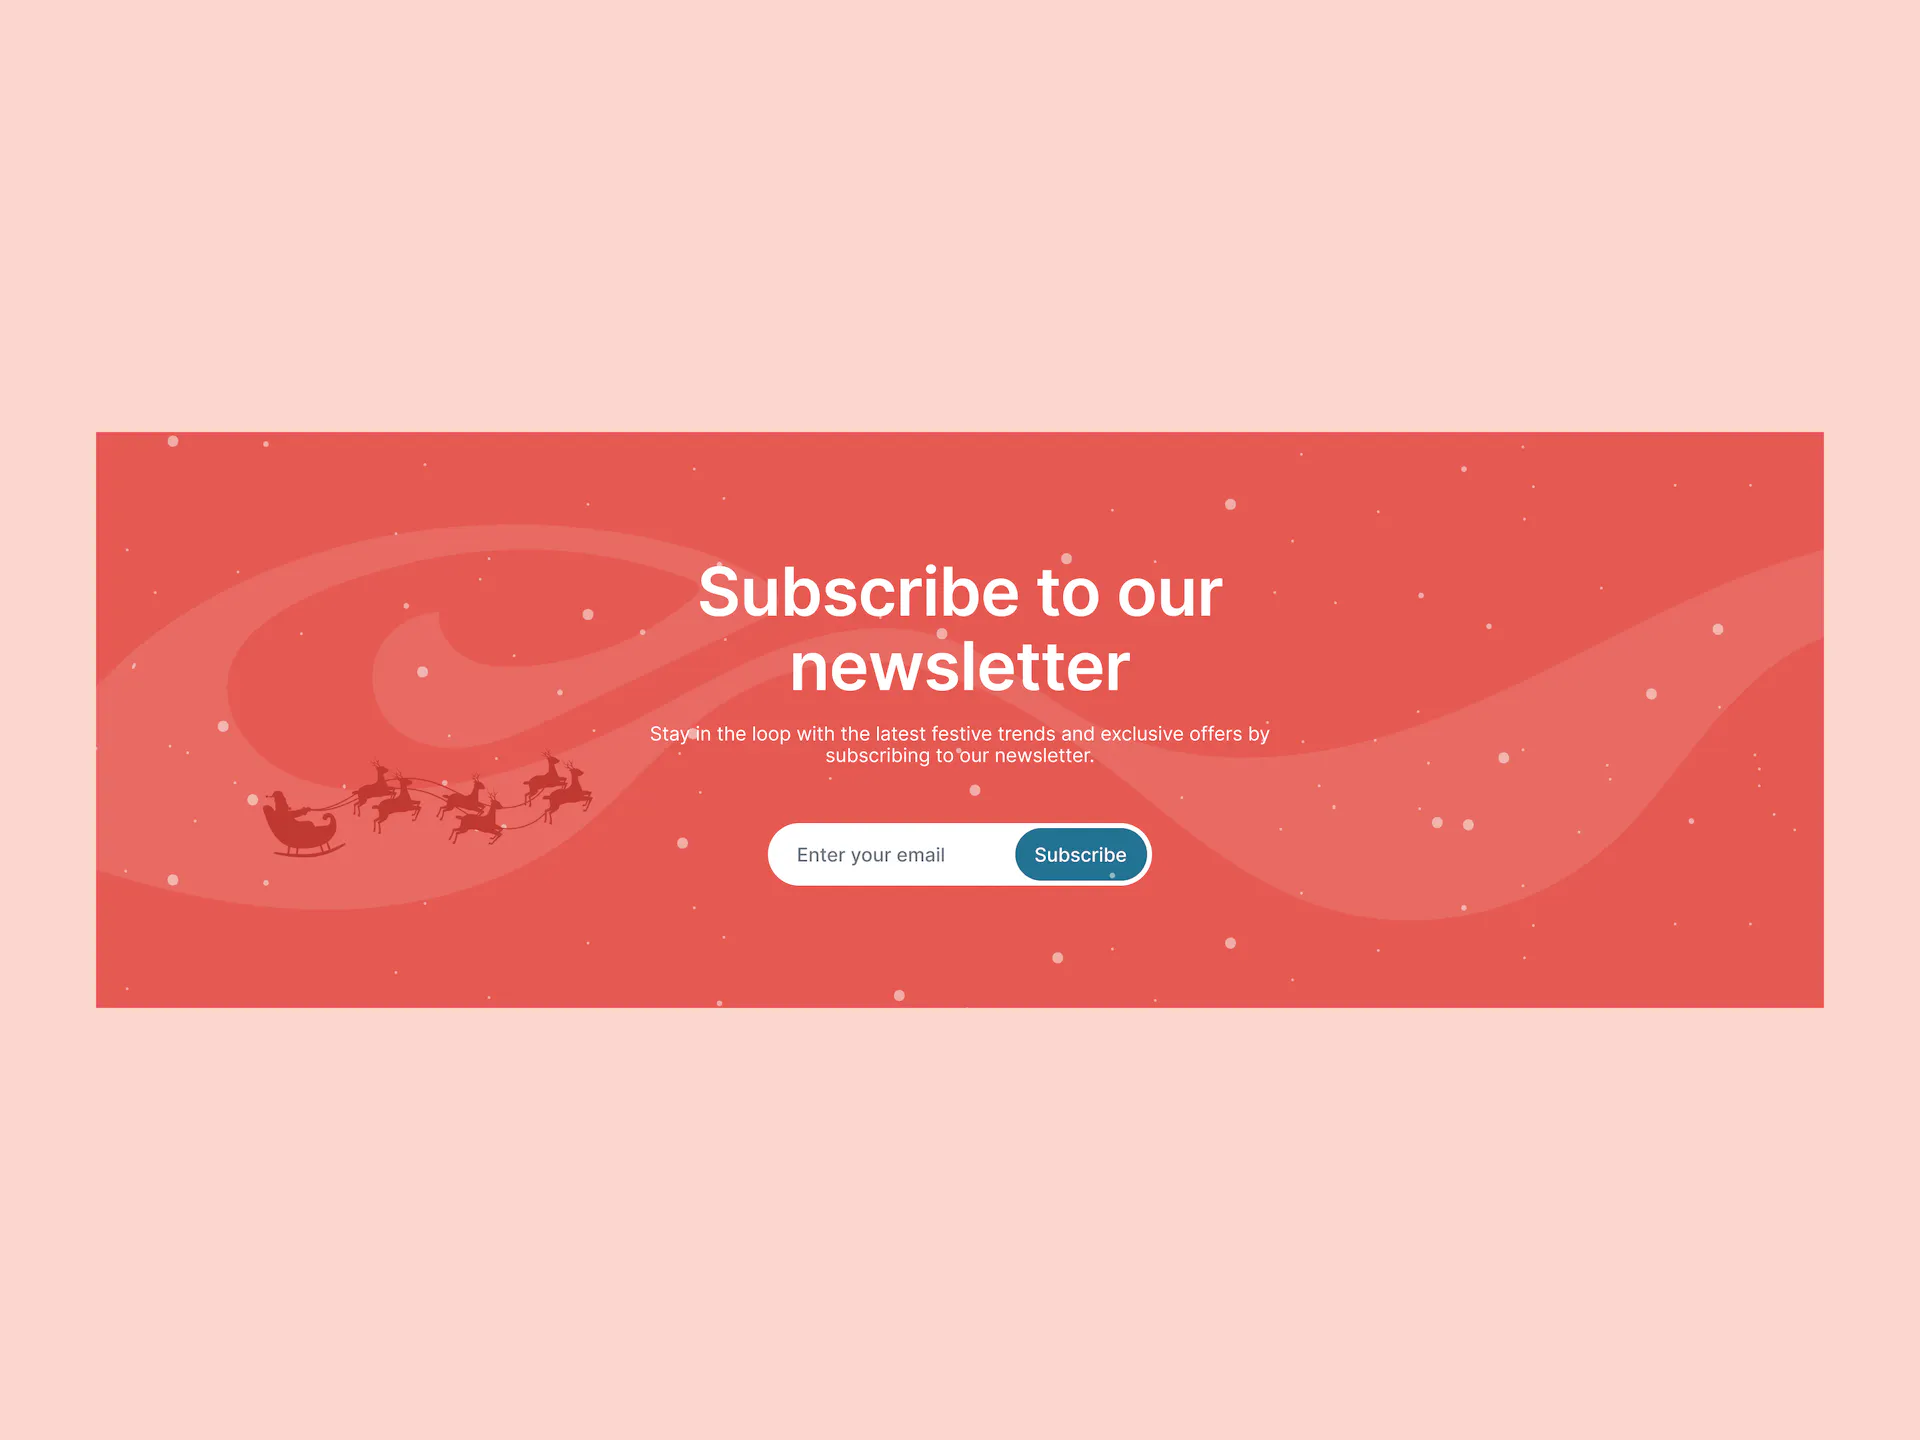 Subscribe to our
newsletter
Stay in the loop with the latest festive trends and exclusive offers by
subscribing to our newsletter.
Enter your email
Subscribe